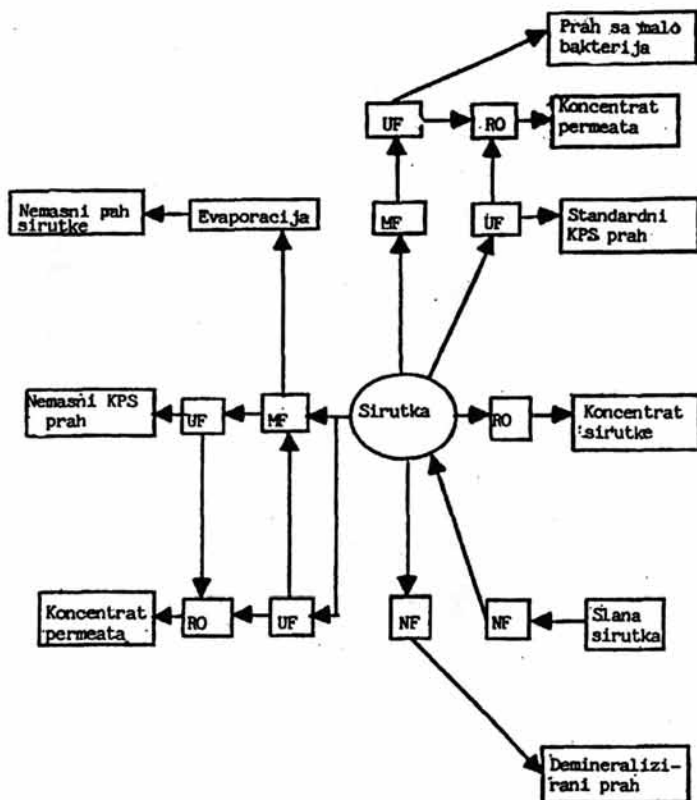 Prah sa malo
bakterija
UF
RO
Koncentrat
permeata
Nemasni pah
sirutke
Evaporacija
MF
UF
Standardni
KPS prah
Nemasni KPS
prah
UF
MF
Sirutka
RO
Koncentrat
sirutke
Koncentrat
permeata
RO
UF
NF
NF
Slana
sirutka
Demineralizi-
rani prah